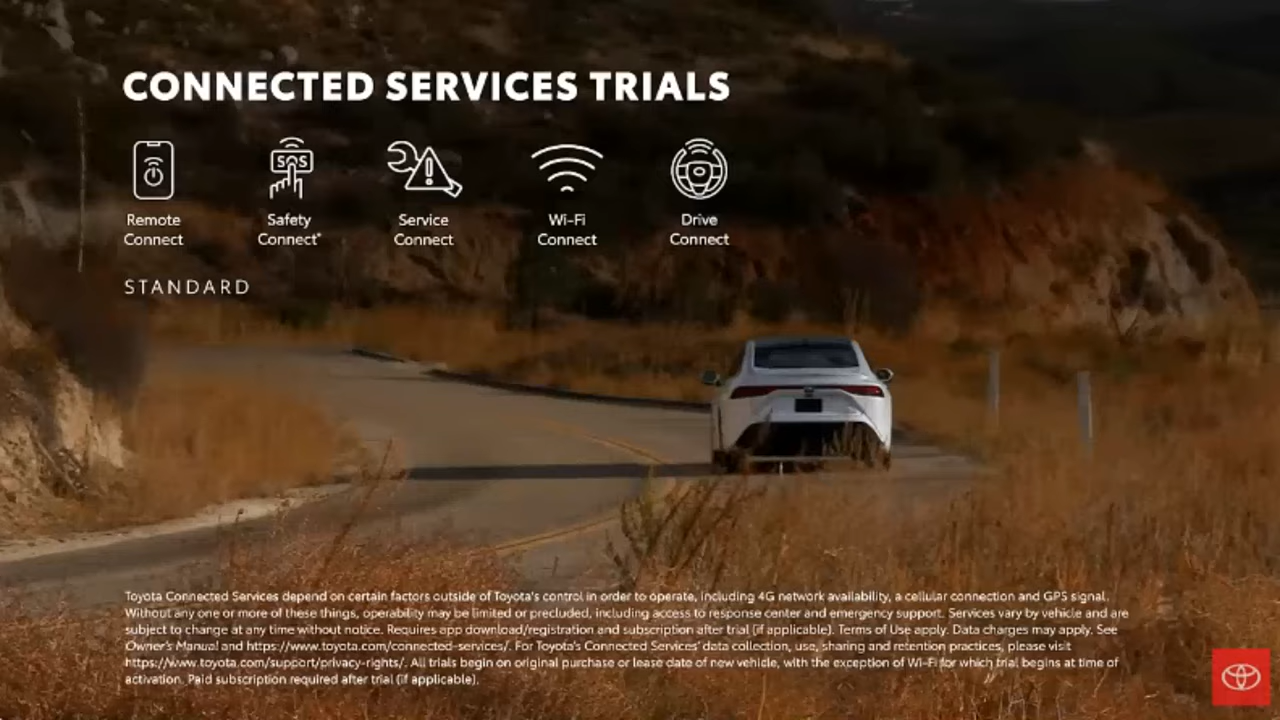 CONNECTED SERVICES TRIALS
SOS
Remote Connect
Safety Connect*
Service Connect
Wi-Fi Connect
Drive Connect
STANDARD
Toyota Connected Services depend on certain factors outside of Toyota's control in order to operate, including 4G network availability, a cellular connection and GPS signal.
Without any one or more of these things, operability may be limited or precluded, including access to response center and emergency support. Services vary by vehicle and are
subject to change at any time without notice. Requires app download/registration and subscription after trial (if applicable). Terms of Use apply. Data charges may apply. See
Owner's Manual and https://www.toyota.com/connected-services/. For Toyota's Connected Services' data collection, use, sharing and retention practices, please visit
https://www.toyota.com/support/privacy-rights/. All trials begin on original purchase or lease date of new vehicle, with the exception of Wi-Fi for which trial begins at time of
activation. Paid subscription required after trial (if applicable).